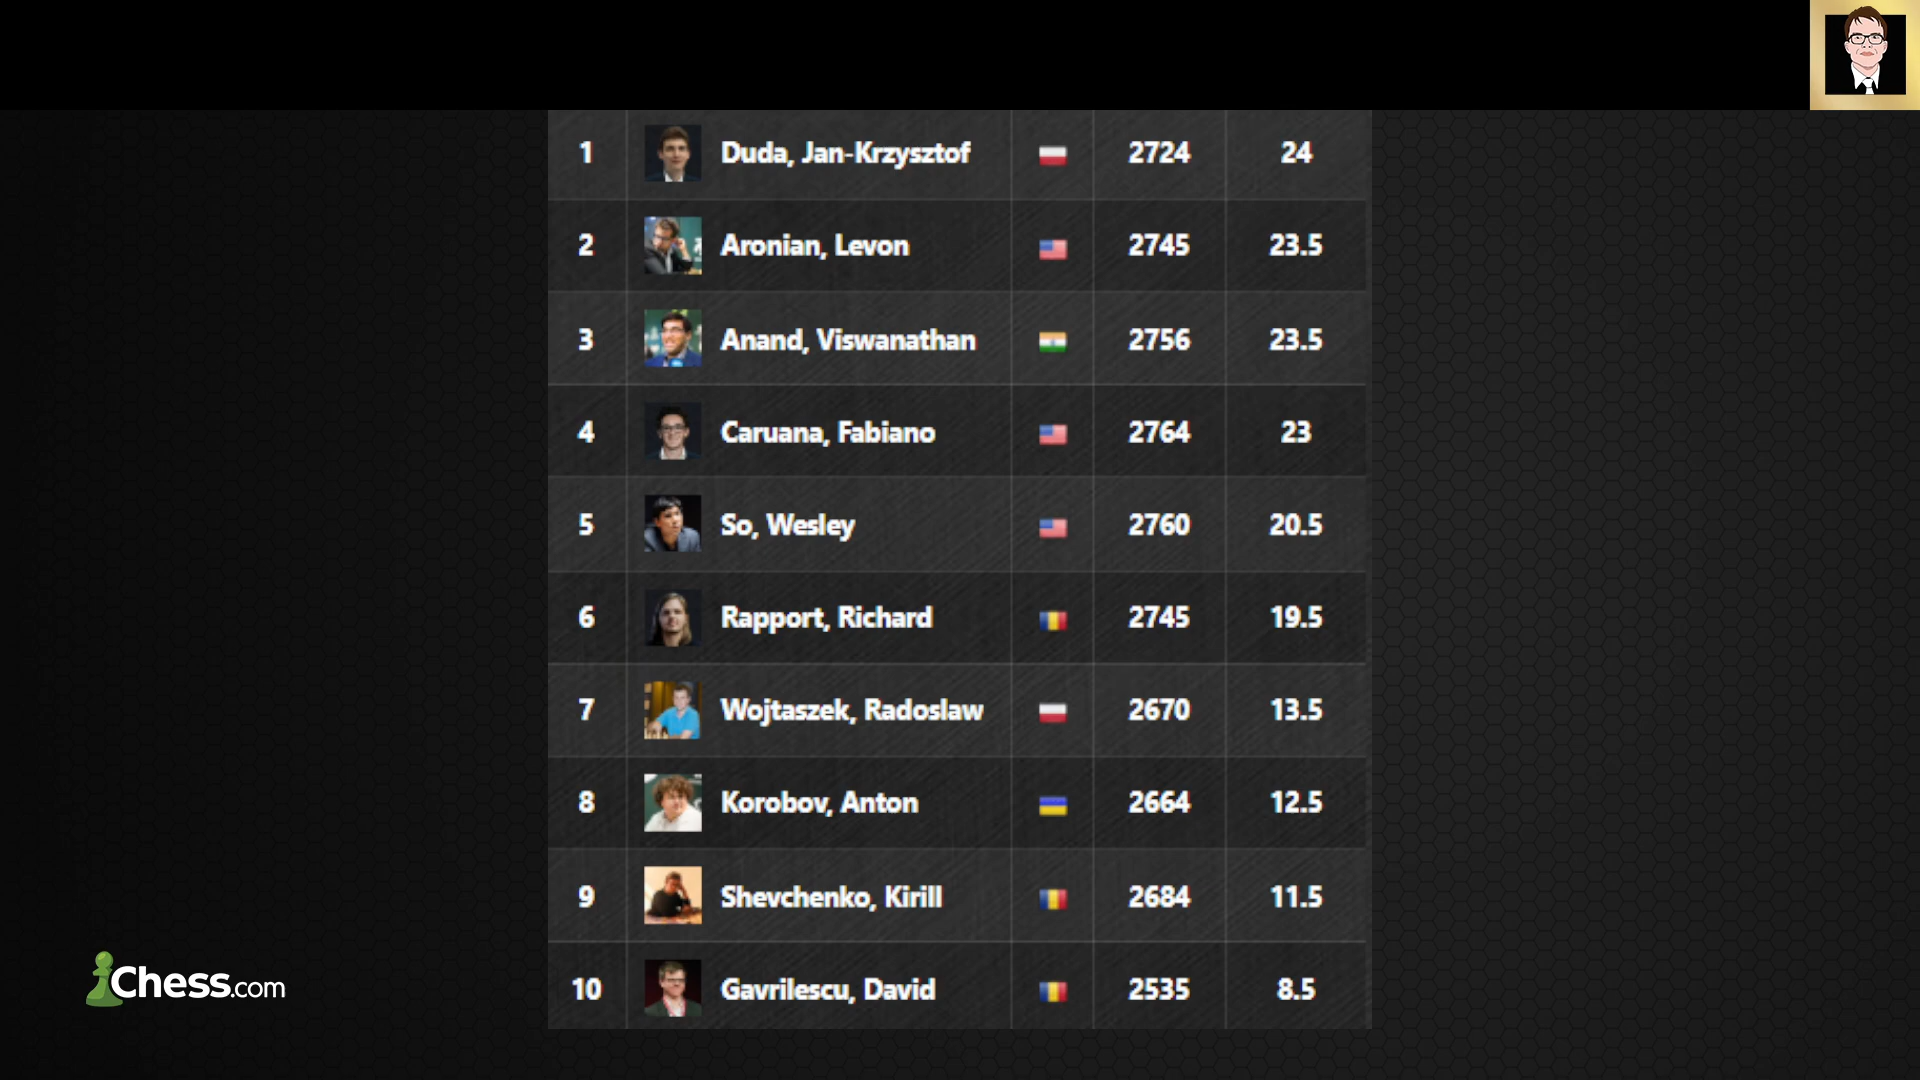 1 Duda, Jan-Krzysztof 2724 24
2 Aronian, Levon 2745 23.5
3 Anand, Viswanathan 2756 23.5
4 Caruana, Fabiano 2764 23
5 So, Wesley 2760 20.5
6 Rapport, Richard 2745 19.5
7 Wojtaszek, Radoslaw 2670 13.5
8 Korobov, Anton 2664 12.5
9 Shevchenko, Kirill 2684 11.5
10 Gavrilescu, David 2535 8.5
Chess.com